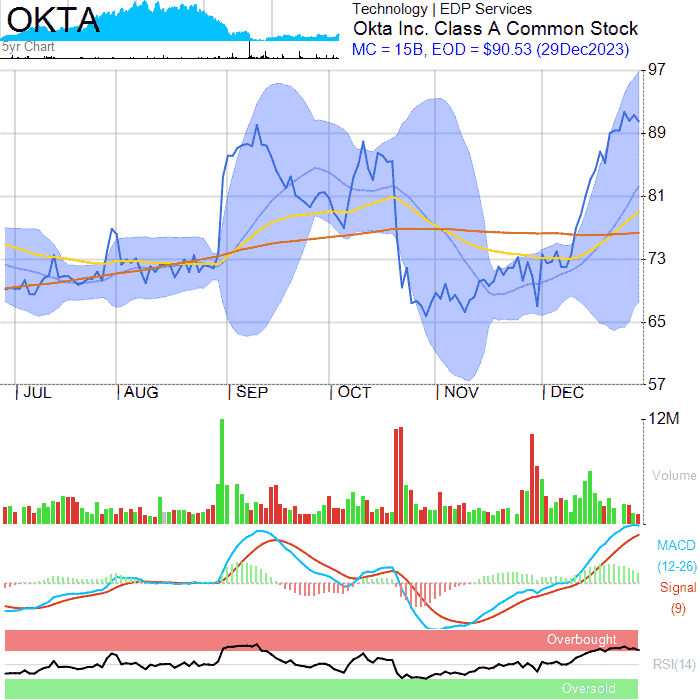 OKTA
5yr Chart
Technology | EDP Services
Okta Inc. Class A Common Stock
MC = 15B, EOD = $90.53 (29Dec2023)
97
89
81
73
65
57
JUL AUG SEP OCT NOV DEC
12M
Volume
MACD
(12-26)
Signal
(9)
Overbought
RSI(14)
Oversold